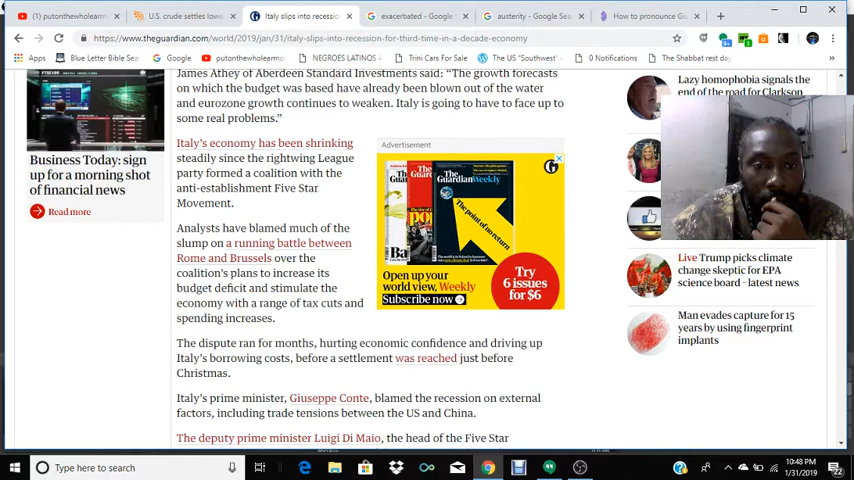 putonthewholearm
U.S. crude settles lowe
Italy slips into recession
exacerbated - Google
austerity - Google Sea
How to pronounce G
https://www.theguardian.com/world/2019/jan/31/italy-slips-into-recession-for-third-time-in-a-decade-economy
Apps
Blue Letter Bible Sea
Google
putonthewholearmo
NEGROES LATINOS A
Trini Cars For Sale
The US "Southwest"
0 Notifications
The Shabbat rest day
James Athey of Aberdeen Standard Investments said: “The growth forecasts
on which the budget was based have already been blown out of the water
and eurozone growth continues to weaken. Italy is going to have to face up to
some real problems.”
Business Today: sign
up for a morning shot
of financial news
Read more
Italy’s economy has been shrinking
steadily since the rightwing League
party formed a coalition with the
anti-establishment Five Star
Movement.
Analysts have blamed much of the
slump on a running battle between
Rome and Brussels over the
coalition’s plans to increase its
budget deficit and stimulate the
economy with a range of tax cuts and
spending increases.
Advertisement
TheGuardianWeekly
The point of no return
Open up your
world view, Weekly
Subscribe now
Try
6 issues
for $6
The dispute ran for months, hurting economic confidence and driving up
Italy’s borrowing costs, before a settlement was reached just before
Christmas.
Italy’s prime minister, Giuseppe Conte, blamed the recession on external
factors, including trade tensions between the US and China.
The deputy prime minister Luigi Di Maio, the head of the Five Star
Lazy homophobia signals the
end of the road for Clarkson
Live Trump picks climate
change skeptic for EPA
science board – latest news
Man evades capture for 15
years by using fingerprint
implants
Type here to search
10:48 PM
1/31/2019
22